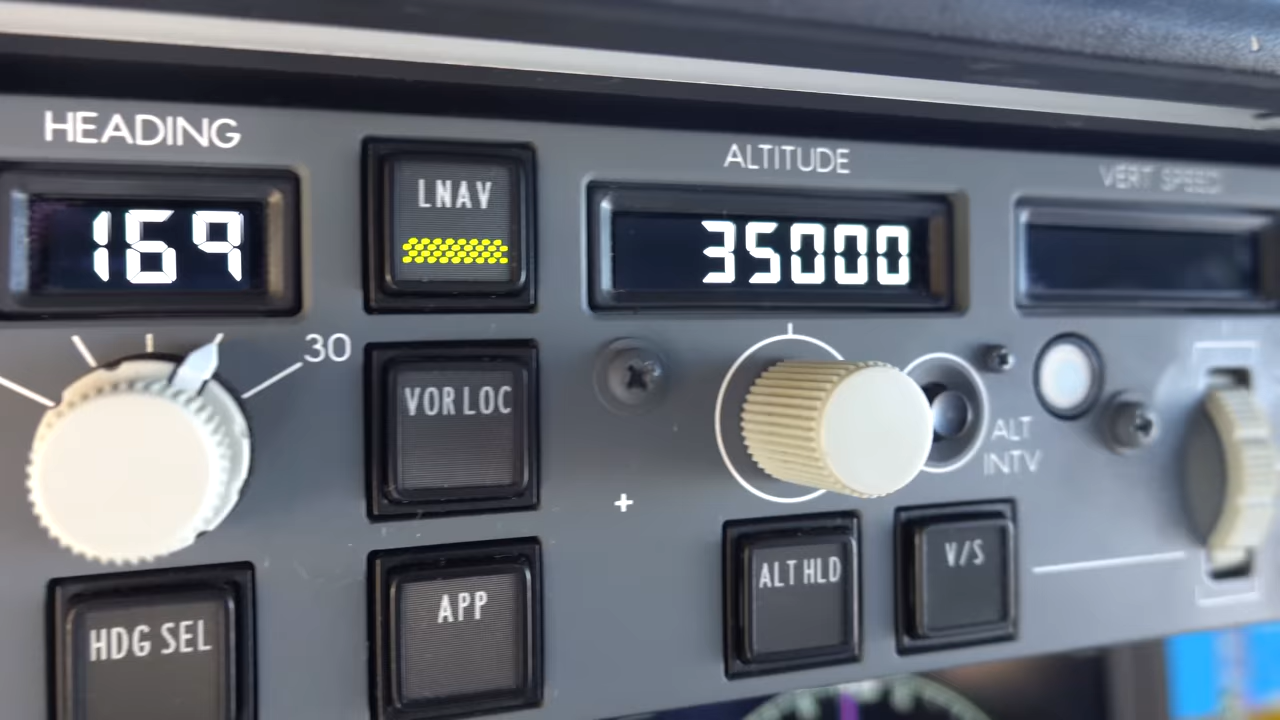 HEADING
ALTITUDE
VERT SPEED
169
LNAV
35000
30
VOR LOC
ALT
INTV
HDG SEL
APP
ALT HLD
V/S